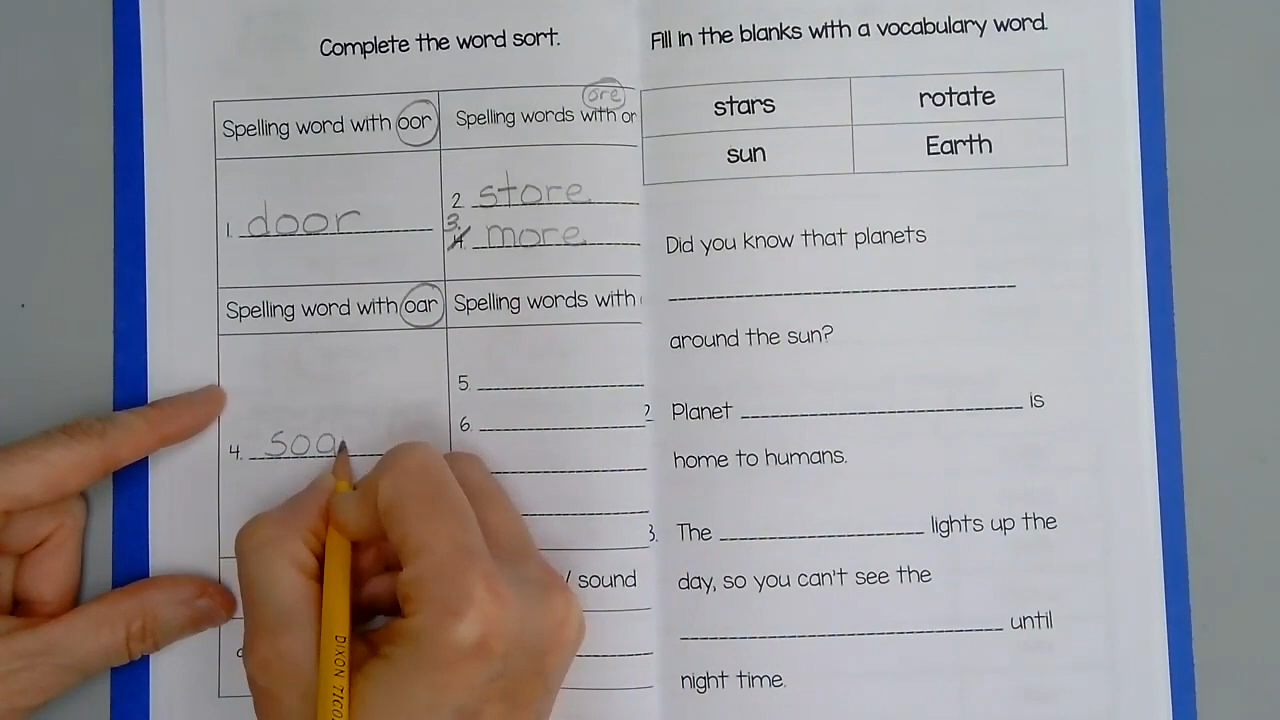 Complete the word sort.
Spelling word with oor
ore
Spelling words with or
1. door
2. store
3. 4. more
Spelling word with oar
Spelling words with
4. soa
5.
6.
sound
DIXON TICO
Fill in the blanks with a vocabulary word.
stars rotate
sun Earth
Did you know that planets
around the sun?
2. Planet is
home to humans.
3. The lights up the
day, so you can't see the
until
night time.